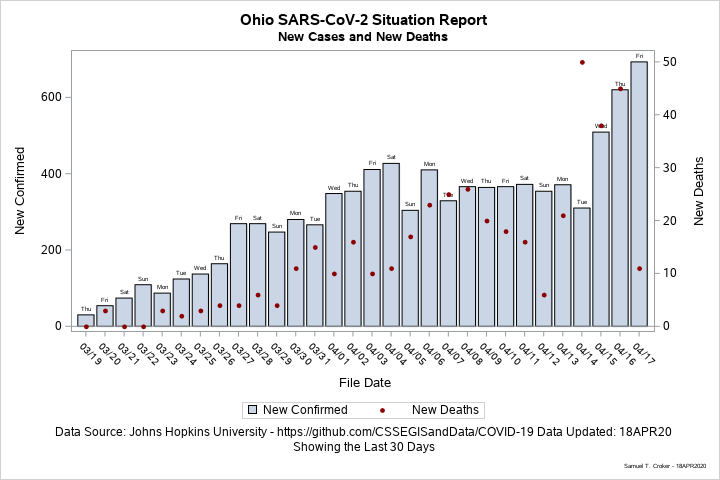 Ohio SARS-CoV-2 Situation Report
New Cases and New Deaths
New Confirmed
600
400
200
0
New Deaths
50
40
30
20
10
0
Thu
Fri
Sat
Sun
Mon
Tue
Wed
Thu
Fri
Sat
Sun
Mon
Tue
Wed
Thu
Fri
Sat
Sun
Mon
Tue
Wed
Thu
Fri
Sat
Sun
Mon
Tue
Wed
Thu
Fri
03/19
03/20
03/21
03/22
03/23
03/24
03/25
03/26
03/27
03/28
03/29
03/30
03/31
04/01
04/02
04/03
04/04
04/05
04/06
04/07
04/08
04/09
04/10
04/11
04/12
04/13
04/14
04/15
04/16
04/17
File Date
New Confirmed New Deaths
Data Source: Johns Hopkins University - https://github.com/CSSEGISandData/COVID-19 Data Updated: 18APR20
Showing the Last 30 Days
Samuel T. Croker - 18APR2020